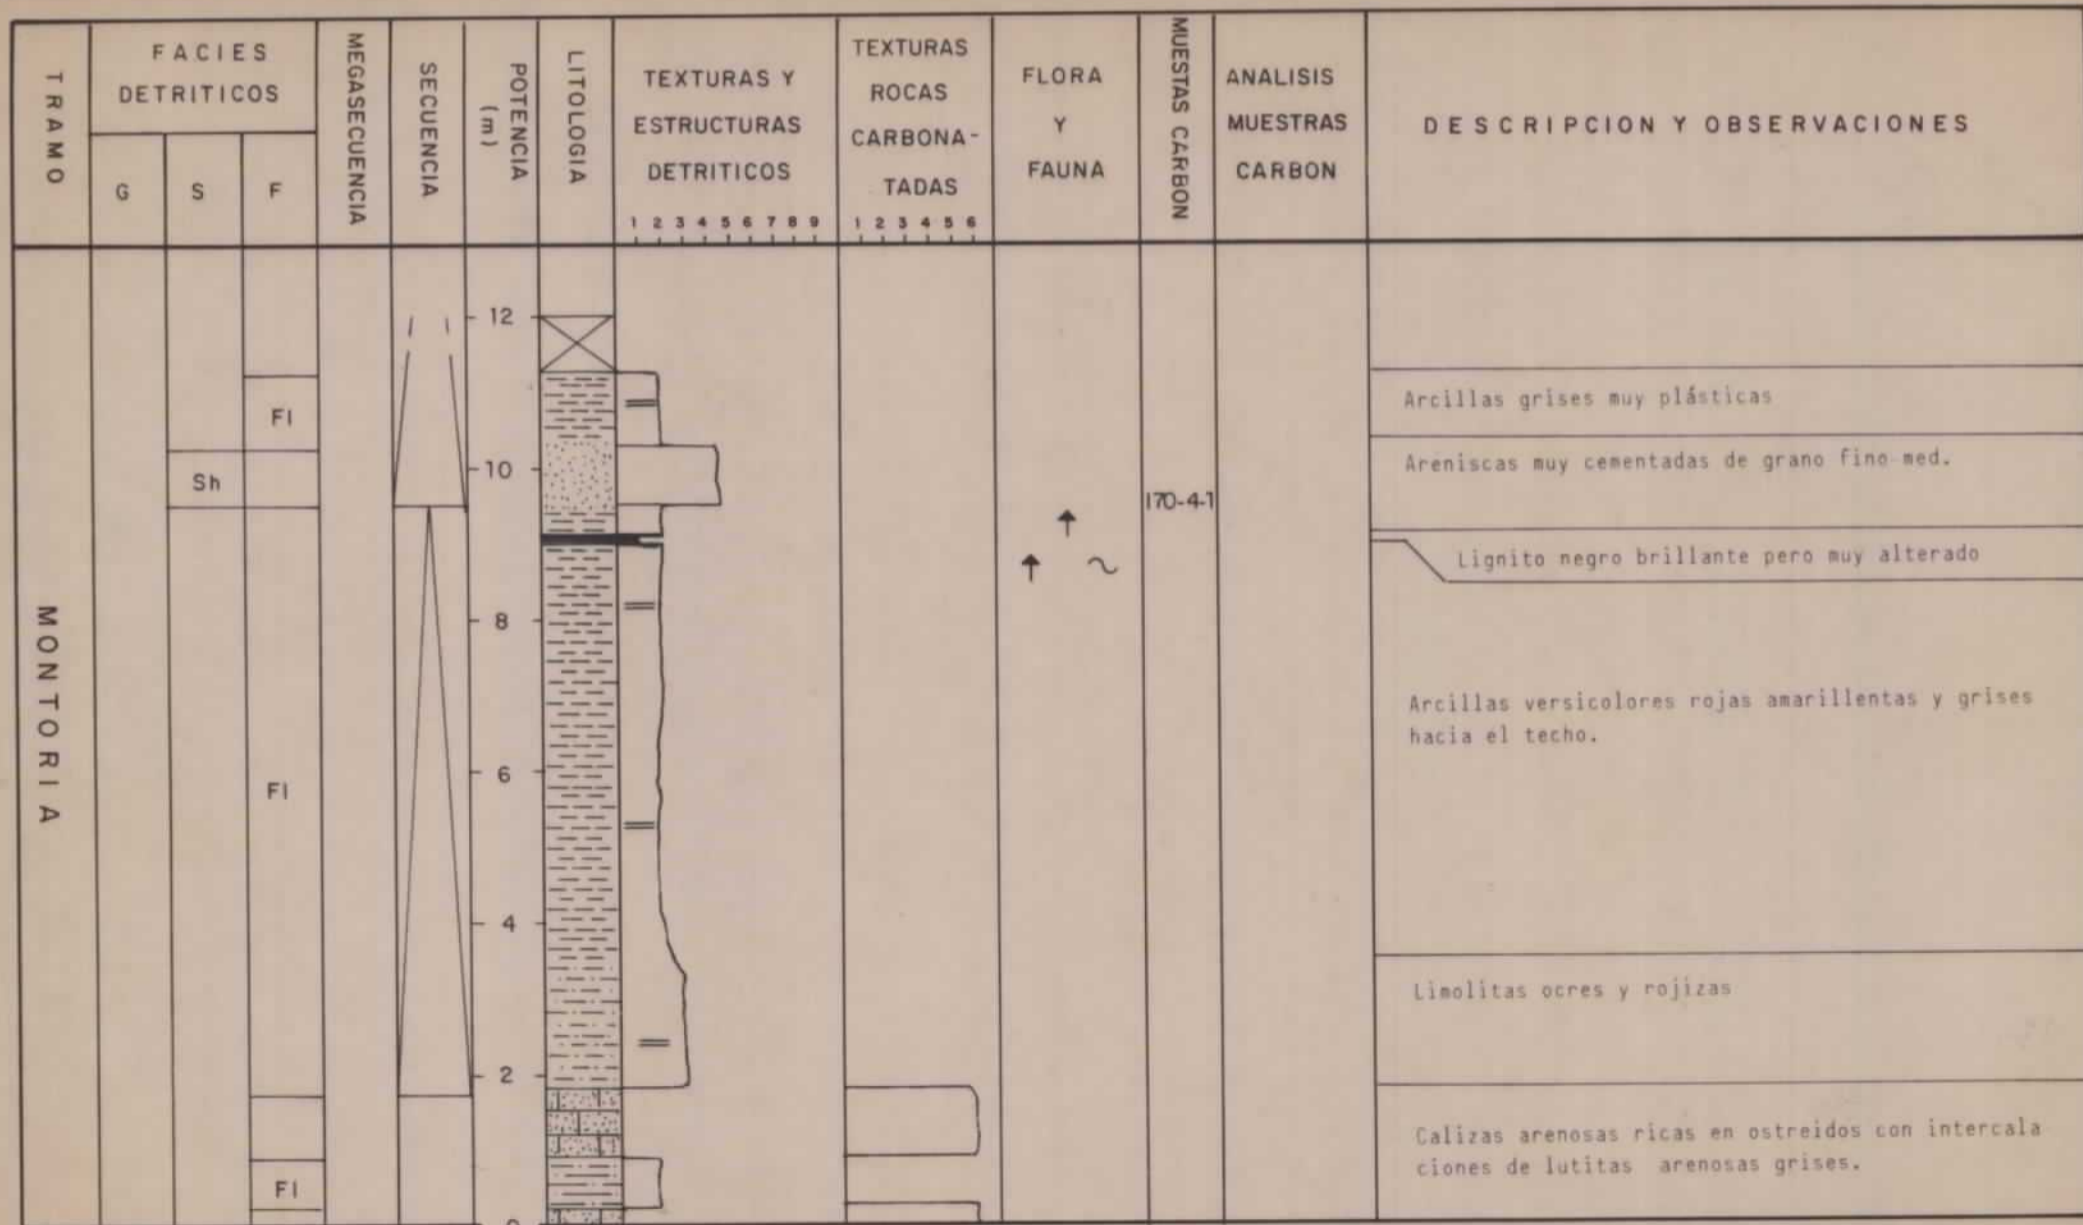 TRAMO
FACIES
DETRITICOS
G S F
MEGASECUENCIA
SECUENCIA
POTENCIA
(m)
LITOLOGIA
TEXTURAS Y
ESTRUCTURAS
DETRITICOS
1 2 3 4 5 6 7 8 9
TEXTURAS
ROCAS
CARBONA-
TADAS
1 2 3 4 5 6
FLORA
Y
FAUNA
MUESTAS CARBON
ANALISIS
MUESTRAS
CARBON
DESCRIPCION Y OBSERVACIONES
MONTORIA
12
Fl
Arcillas grises muy plásticas
10
Sh
Areniscas muy cementadas de grano fino-med.
170-4-1
Lignito negro brillante pero muy alterado
8
Arcillas versicolores rojas amarillentas y grises
hacia el techo.
6
Fl
4
Limolitas ocres y rojizas
2
Calizas arenosas ricas en ostreidos con intercala
ciones de lutitas arenosas grises.
Fl